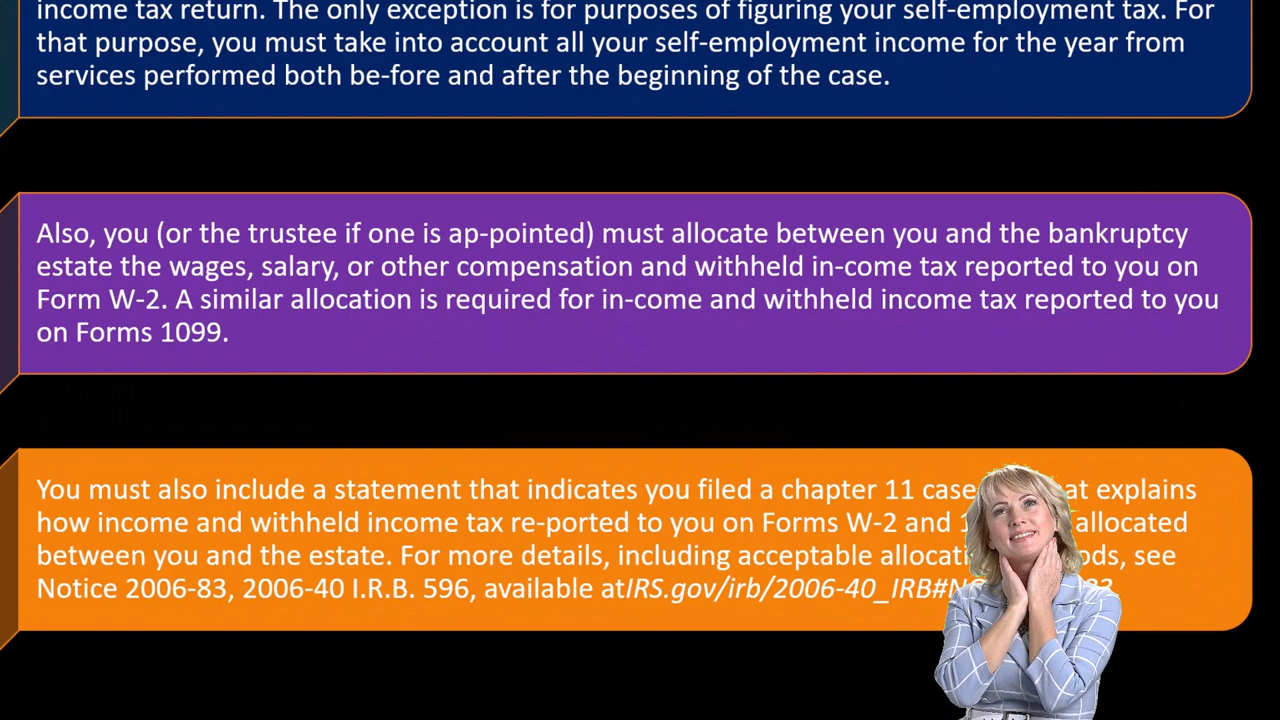 income tax return. The only exception is for purposes of figuring your self-employment tax. For
that purpose, you must take into account all your self-employment income for the year from
services performed both be-fore and after the beginning of the case.
Also, you (or the trustee if one is ap-pointed) must allocate between you and the bankruptcy
estate the wages, salary, or other compensation and withheld in-come tax reported to you on
Form W-2. A similar allocation is required for in-come and withheld income tax reported to you
on Forms 1099.
You must also include a statement that indicates you filed a chapter 11 case explains
how income and withheld income tax re-ported to you on Forms W-2 and allocated
between you and the estate. For more details, including acceptable see
Notice 2006-83, 2006-40 I.R.B. 596, available atIRS.gov/irb/2006-40_IRB#